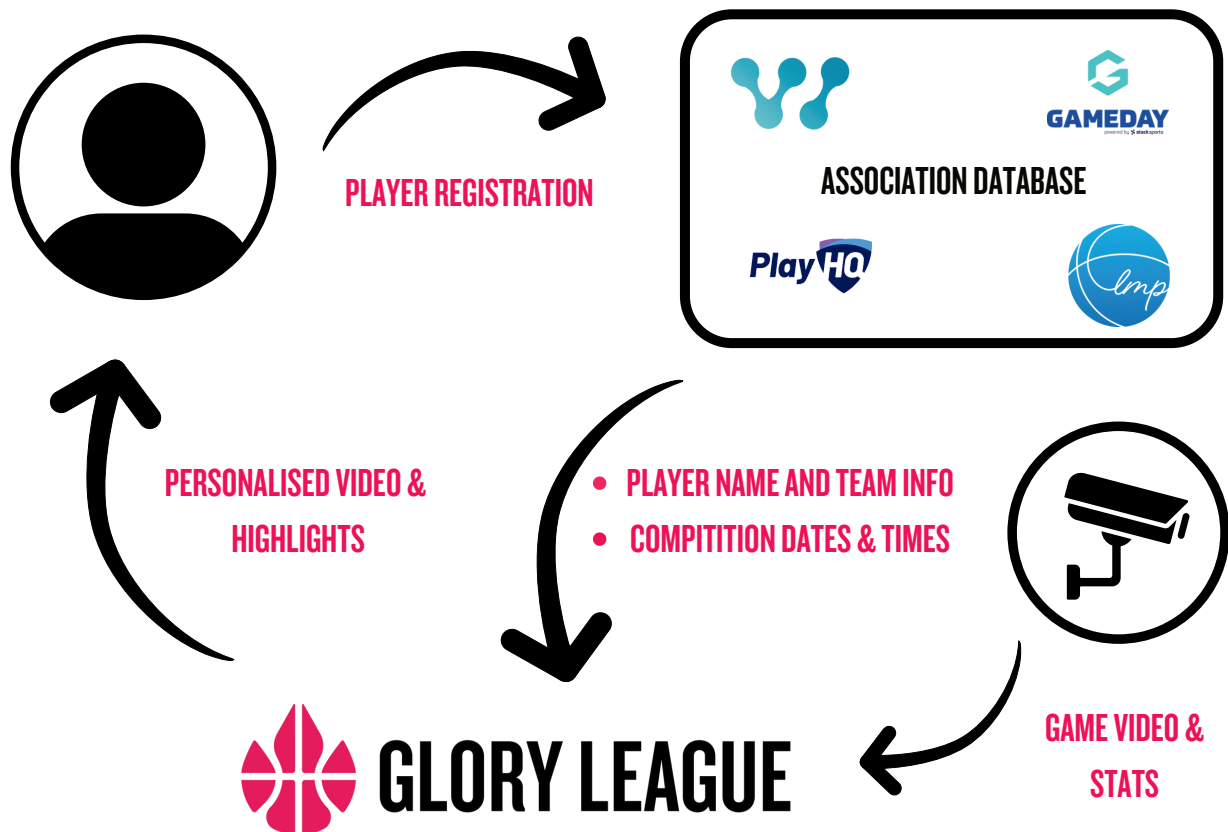 GAMEDAY
powered by stacksports
PLAYER REGISTRATION
ASSOCIATION DATABASE
PlayHQ
lmp
PERSONALISED VIDEO &
HIGHLIGHTS
• PLAYER NAME AND TEAM INFO
• COMPITITION DATES & TIMES
GAME VIDEO &
STATS
GLORY LEAGUE